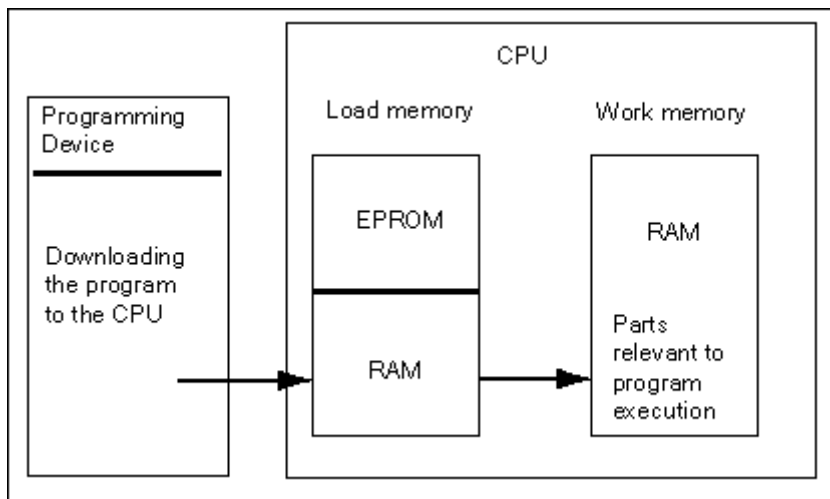 CPU
Programming
Device
Load memory
Work memory
EPROM
RAM
Downloading
the program
to the CPU
RAM
Parts
relevant to
program
execution